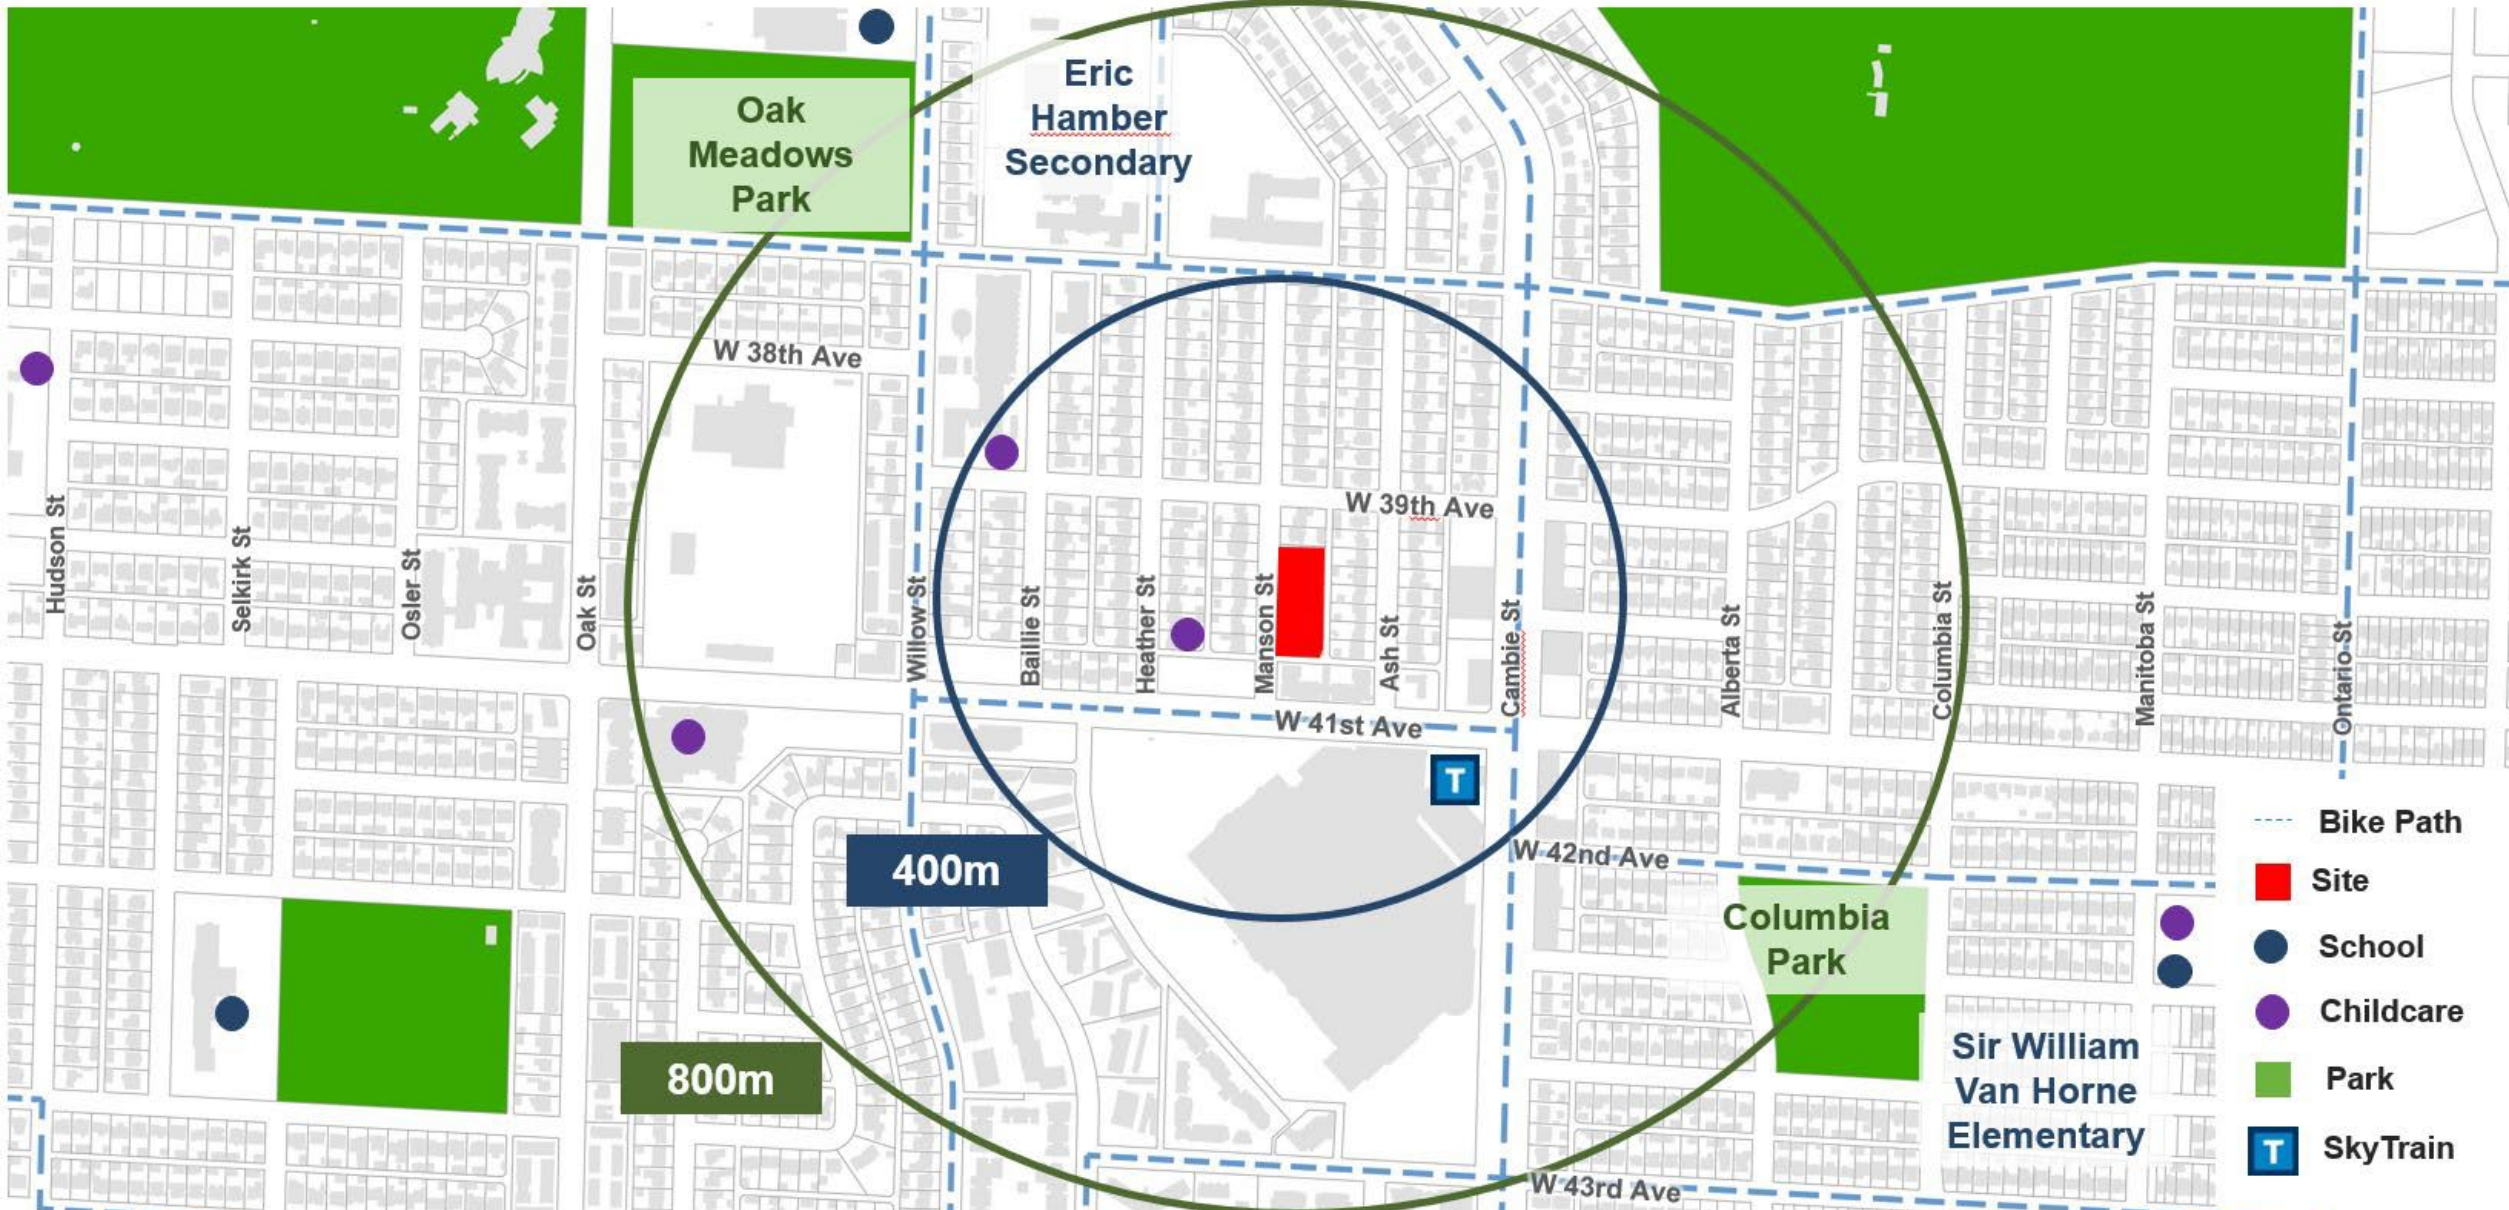 Oak
Meadows
Park
Eric
Hamber
Secondary
W 38th Ave
W 39th Ave
Hudson St
Selkirk St
Osler St
Oak St
Willow St
Baillie St
Heather St
Manson St
Ash St
Cambie St
Alberta St
Columbia St
Manitoba St
Ontario St
W 41st Ave
T
400m
W 42nd Ave
Columbia
Park
800m
Sir William
Van Horne
Elementary
W 43rd Ave
Bike Path
Site
School
Childcare
Park
T SkyTrain